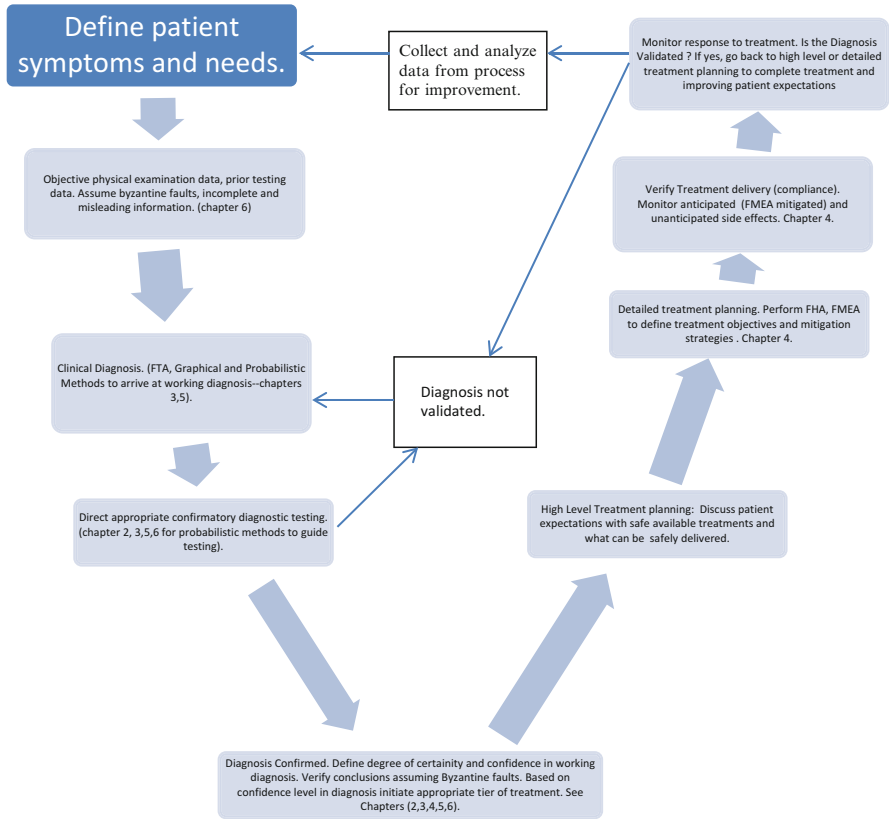 Define patient
symptoms and needs.
Collect and analyze
data from process
for improvement.
Monitor response to treatment. Is the Diagnosis
Validated ? If yes, go back to high level or detailed
treatment planning to complete treatment and
improving patient expectations
Objective physical examination data, prior testing
data. Assume byzantine faults, incomplete and
misleading information. (chapter 6)
Verify Treatment delivery (compliance).
Monitor anticipated (FMEA mitigated) and
unanticipated side effects. Chapter 4.
Detailed treatment planning. Perform FHA, FMEA
to define treatment objectives and mitigation
strategies . Chapter 4.
Clinical Diagnosis. (FTA, Graphical and Probabilistic
Methods to arrive at working diagnosis--chapters
3,5).
Diagnosis not
validated.
Direct appropriate confirmatory diagnostic testing.
(chapter 2, 3,5,6 for probabilistic methods to guide
testing).
High Level Treatment planning: Discuss patient
expectations with safe available treatments and
what can be safely delivered.
Diagnosis Confirmed. Define degree of certainity and confidence in working
diagnosis. Verify conclusions assuming Byzantine faults. Based on
confidence level in diagnosis initiate appropriate tier of treatment. See
Chapters (2,3,4,5,6).